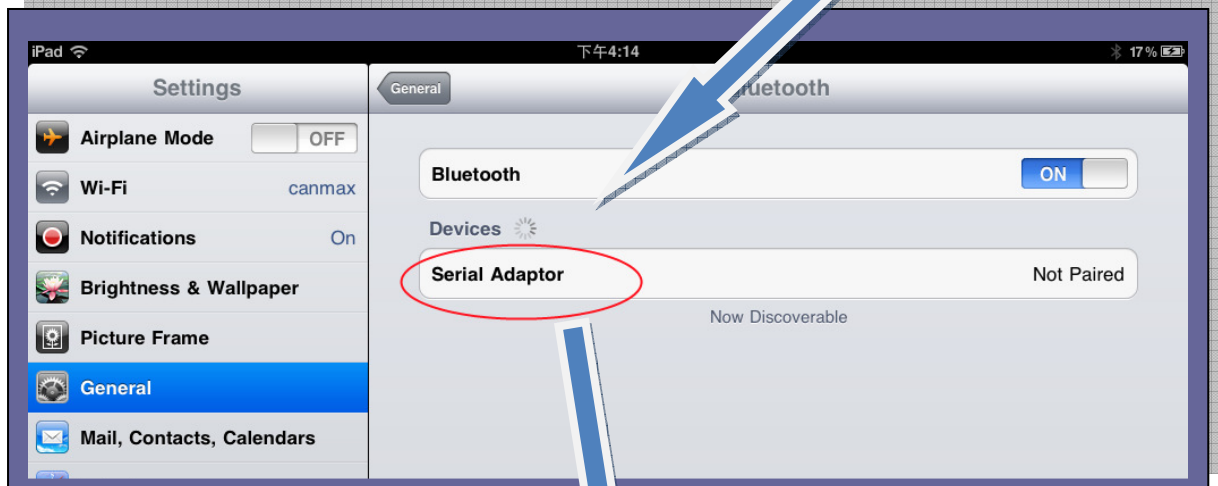 iPad 下午4:14 17%
Settings
General
Bluetooth
Airplane Mode OFF
Wi-Fi canmax
Notifications On
Brightness & Wallpaper
Picture Frame
General
Mail, Contacts, Calendars
Bluetooth ON
Devices
Serial Adaptor Not Paired
Now Discoverable